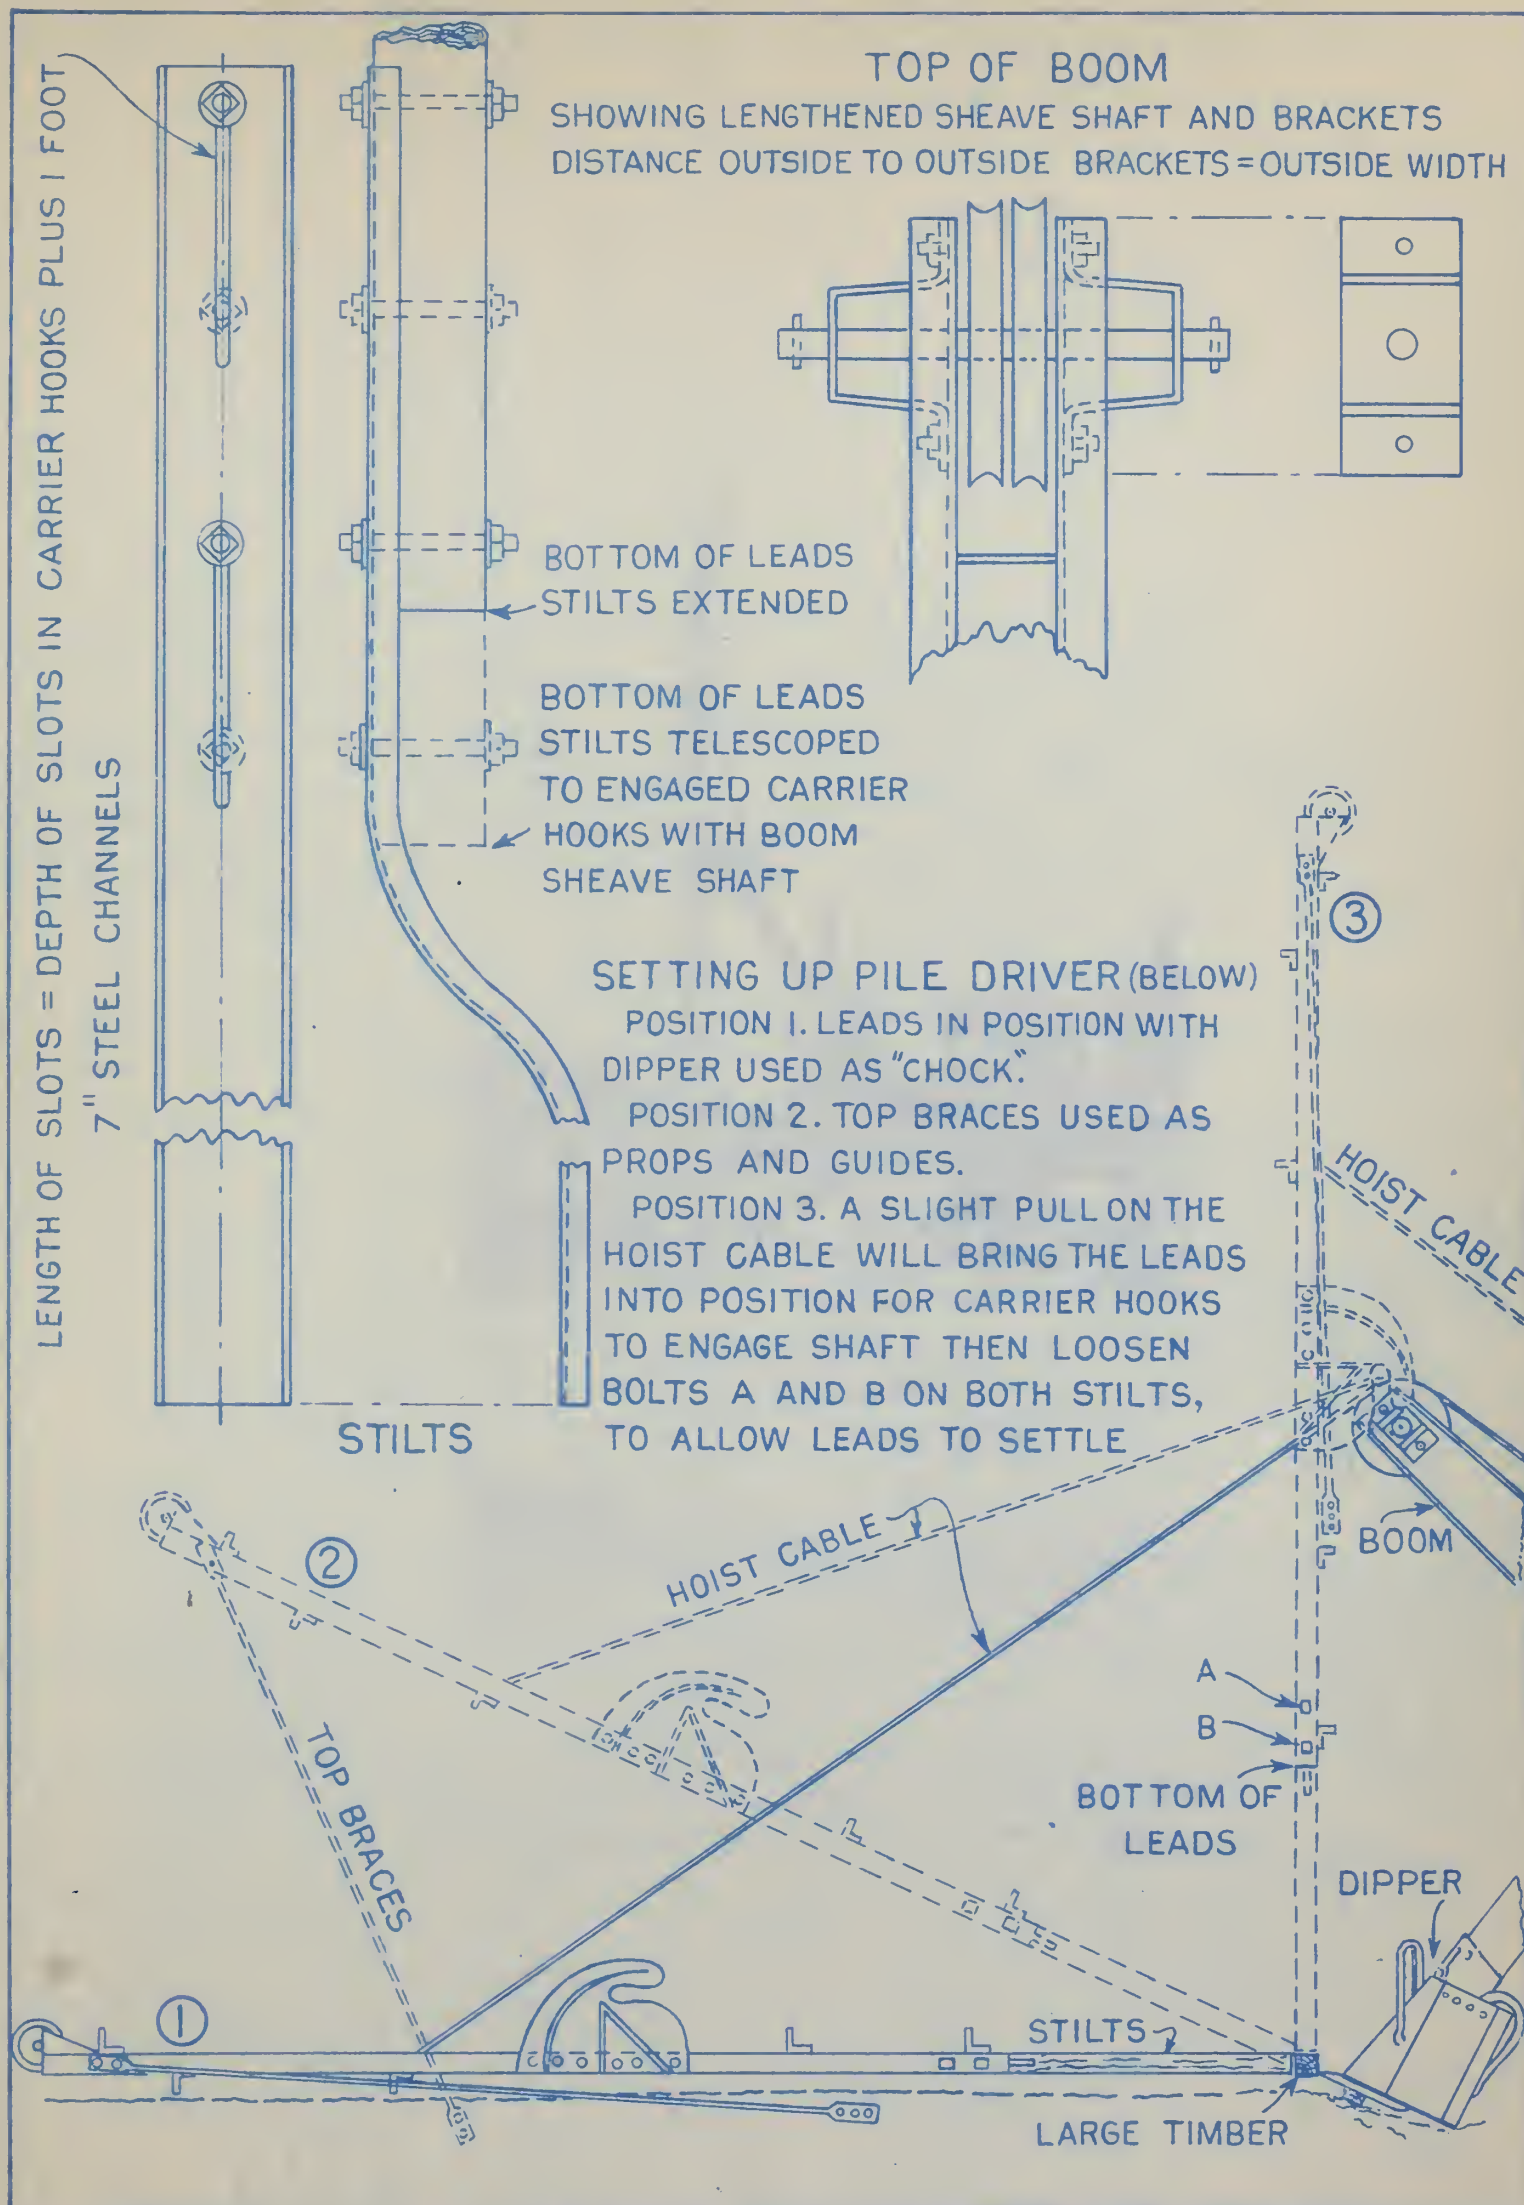 LENGTH OF SLOTS = DEPTH OF SLOTS IN CARRIER HOOKS PLUS 1 FOOT
7" STEEL CHANNELS
TOP OF BOOM
SHOWING LENGTHENED SHEAVE SHAFT AND BRACKETS
DISTANCE OUTSIDE TO OUTSIDE BRACKETS = OUTSIDE WIDTH
BOTTOM OF LEADS
STILTS EXTENDED
BOTTOM OF LEADS
STILTS TELESCOPED
TO ENGAGED CARRIER
HOOKS WITH BOOM
SHEAVE SHAFT
SETTING UP PILE DRIVER (BELOW)
POSITION 1. LEADS IN POSITION WITH
DIPPER USED AS "CHOCK".
POSITION 2. TOP BRACES USED AS
PROPS AND GUIDES.
POSITION 3. A SLIGHT PULL ON THE
HOIST CABLE WILL BRING THE LEADS
INTO POSITION FOR CARRIER HOOKS
TO ENGAGE SHAFT THEN LOOSEN
BOLTS A AND B ON BOTH STILTS,
TO ALLOW LEADS TO SETTLE
STILTS
3
HOIST CABLE
BOOM
2
HOIST CABLE
TOP BRACES
A
B
BOTTOM OF
LEADS
DIPPER
1
STILTS
LARGE TIMBER